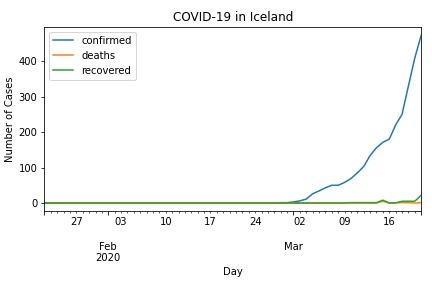 COVID-19 in Iceland
confirmed
deaths
recovered
Number of Cases
400
300
200
100
0
27 03 10 17 24 02 09 16
Feb Mar
2020
Day